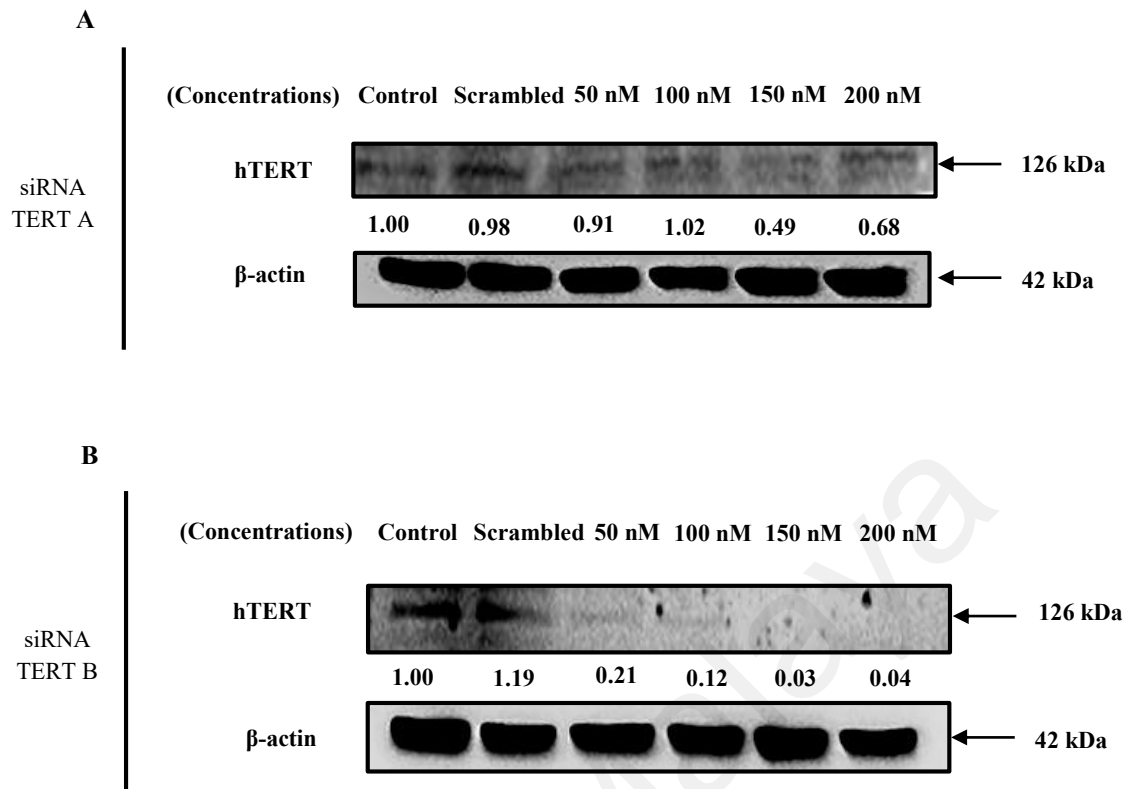 A
(Concentrations) Control Scrambled 50 nM 100 nM 150 nM 200 nM
siRNA
TERT A
hTERT
126 kDa
1.00 0.98 0.91 1.02 0.49 0.68
β-actin
42 kDa
B
(Concentrations) Control Scrambled 50 nM 100 nM 150 nM 200 nM
siRNA
TERT B
hTERT
126 kDa
1.00 1.19 0.21 0.12 0.03 0.04
β-actin
42 kDa